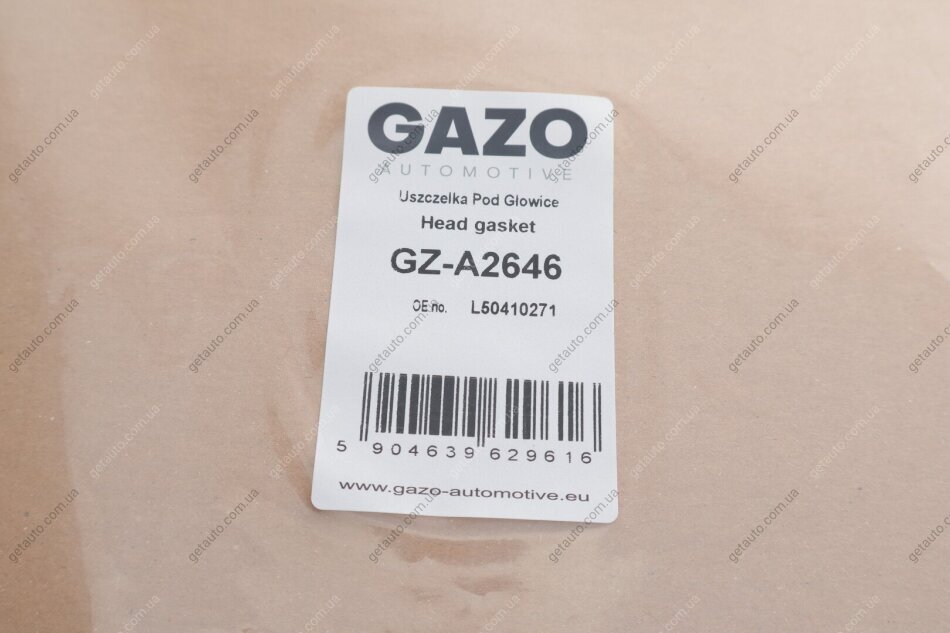 GAZO
AUTOMOTIVE
Uszczelka Pod Głowice
Head gasket
GZ-A2646
OE no. L50410271
5 904639 629616
www.gazo-automotive.eu
getauto.com.ua